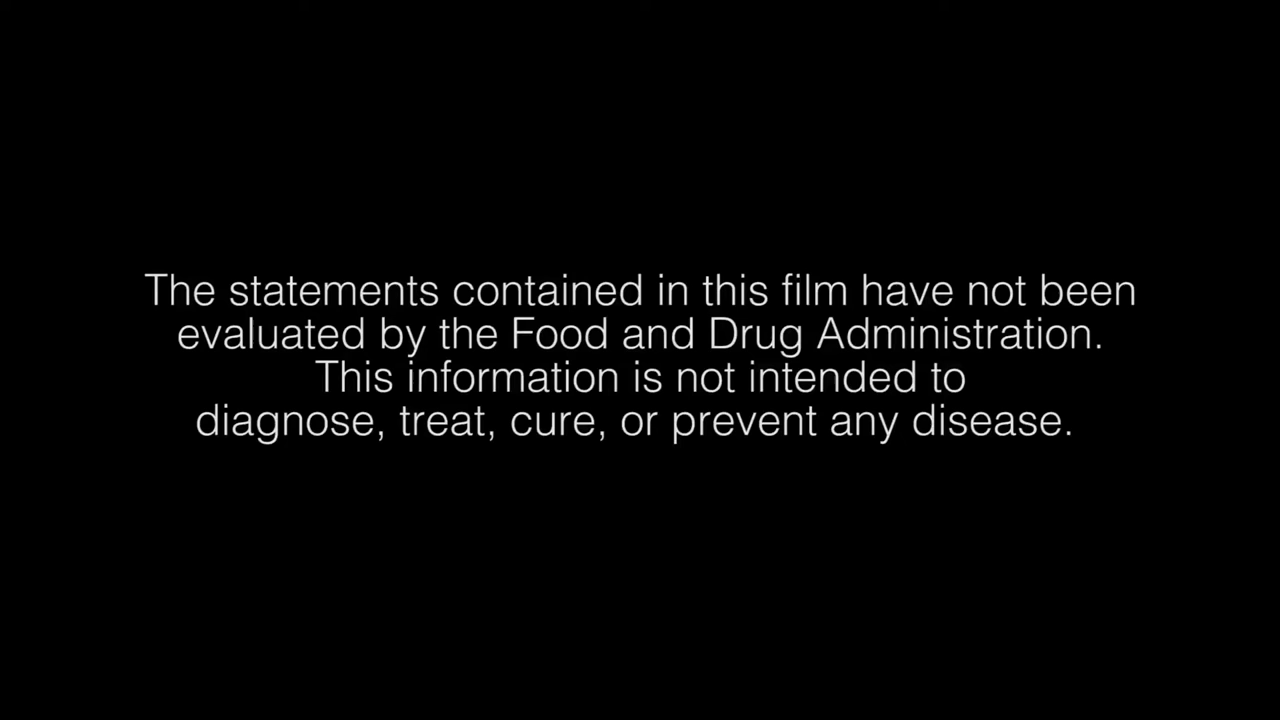 The statements contained in this film have not been
evaluated by the Food and Drug Administration.
This information is not intended to
diagnose, treat, cure, or prevent any disease.